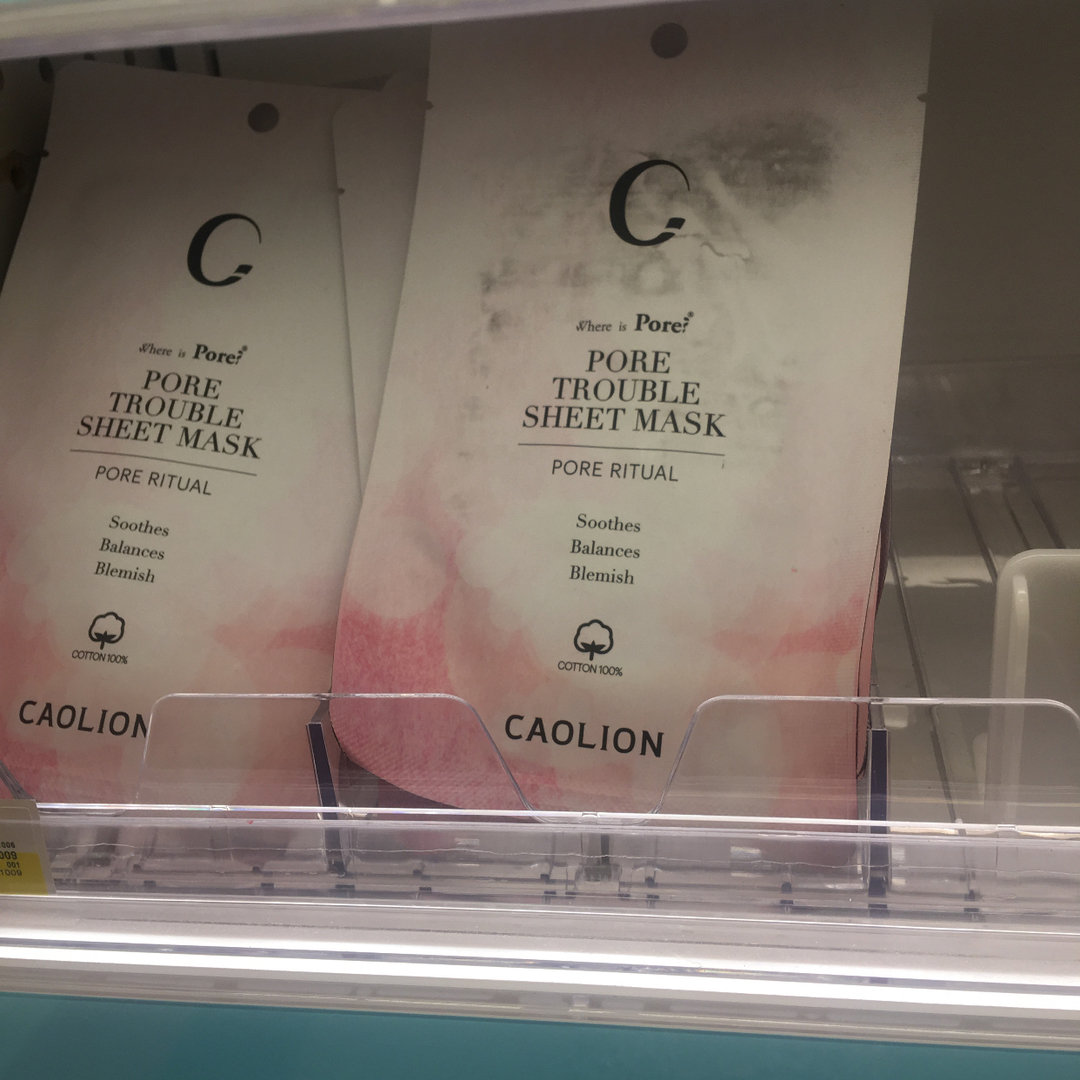 Where is Pore?®
PORE
TROUBLE
SHEET MASK
PORE RITUAL
Soothes
Balances
Blemish
COTTON 100%
CAOLION
Where is Pore?®
PORE
TROUBLE
SHEET MASK
PORE RITUAL
Soothes
Balances
Blemish
COTTON 100%
CAOLION